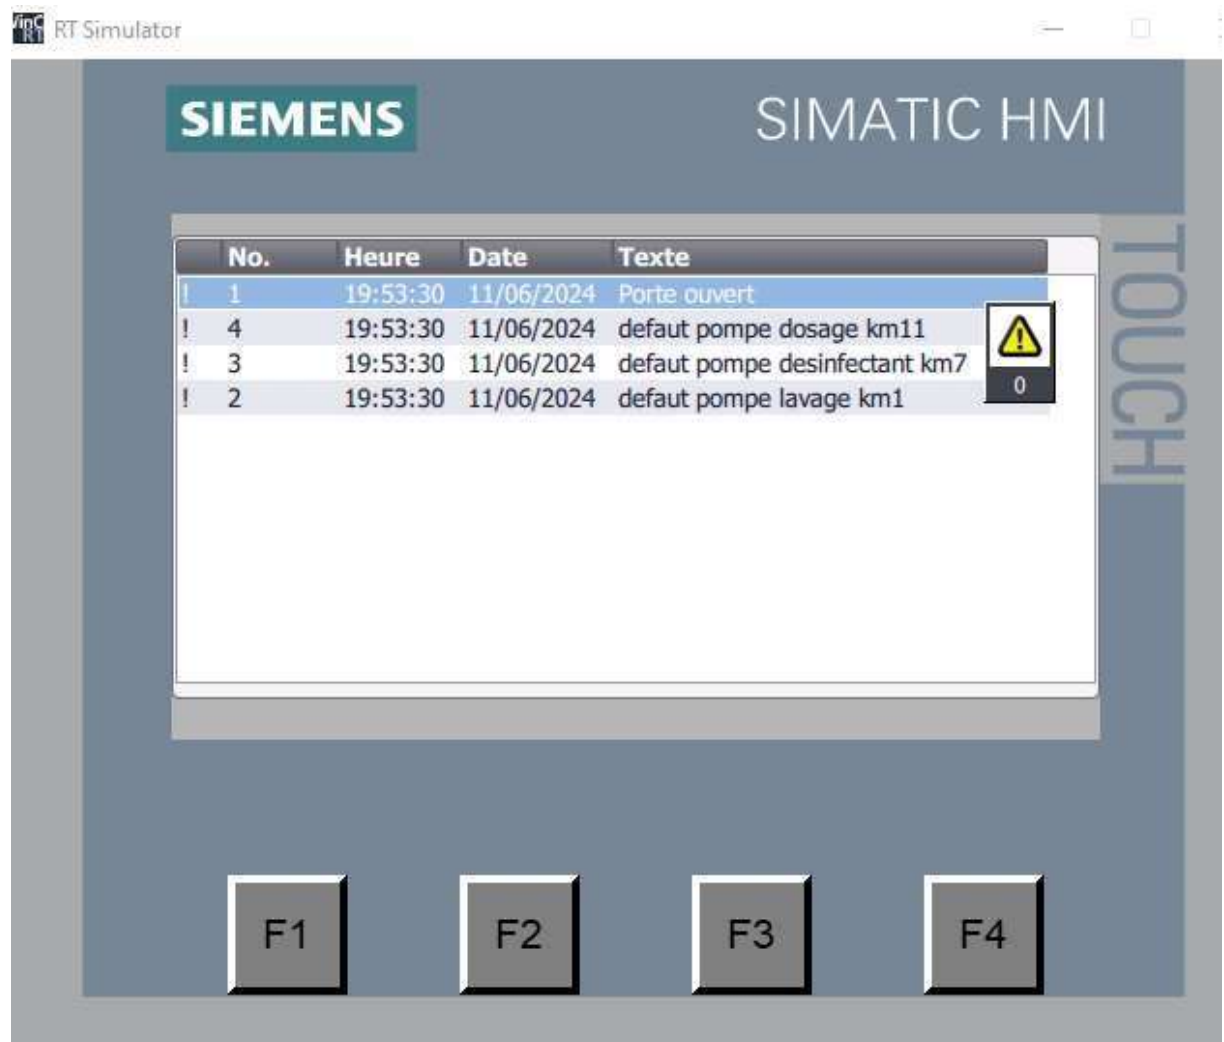 WinC
RT
RT Simulator
SIEMENS
SIMATIC HMI
TOUCH
No. Heure Date Texte
! 1 19:53:30 11/06/2024 Porte ouvert
! 4 19:53:30 11/06/2024 defaut pompe dosage km11
! 3 19:53:30 11/06/2024 defaut pompe desinfectant km7
! 2 19:53:30 11/06/2024 defaut pompe lavage km1
0
F1 F2 F3 F4